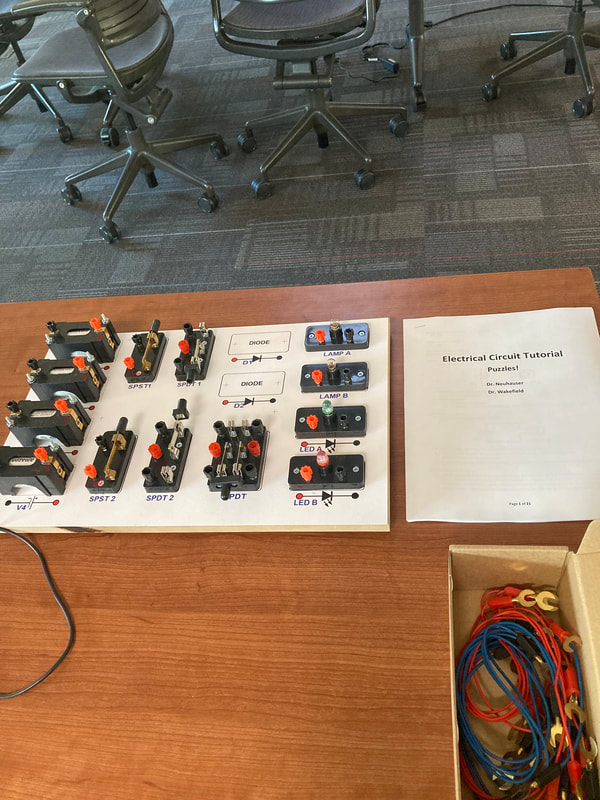 DIODE
D1
DIODE
D2
LAMP A
LAMP B
LED A
LED B
SPST1
SPDT 1
SPST 2
SPDT 2
DPDT
V4
Electrical Circuit Tutorial
Puzzles!
Dr. Neuhauser
Dr. Wakefield